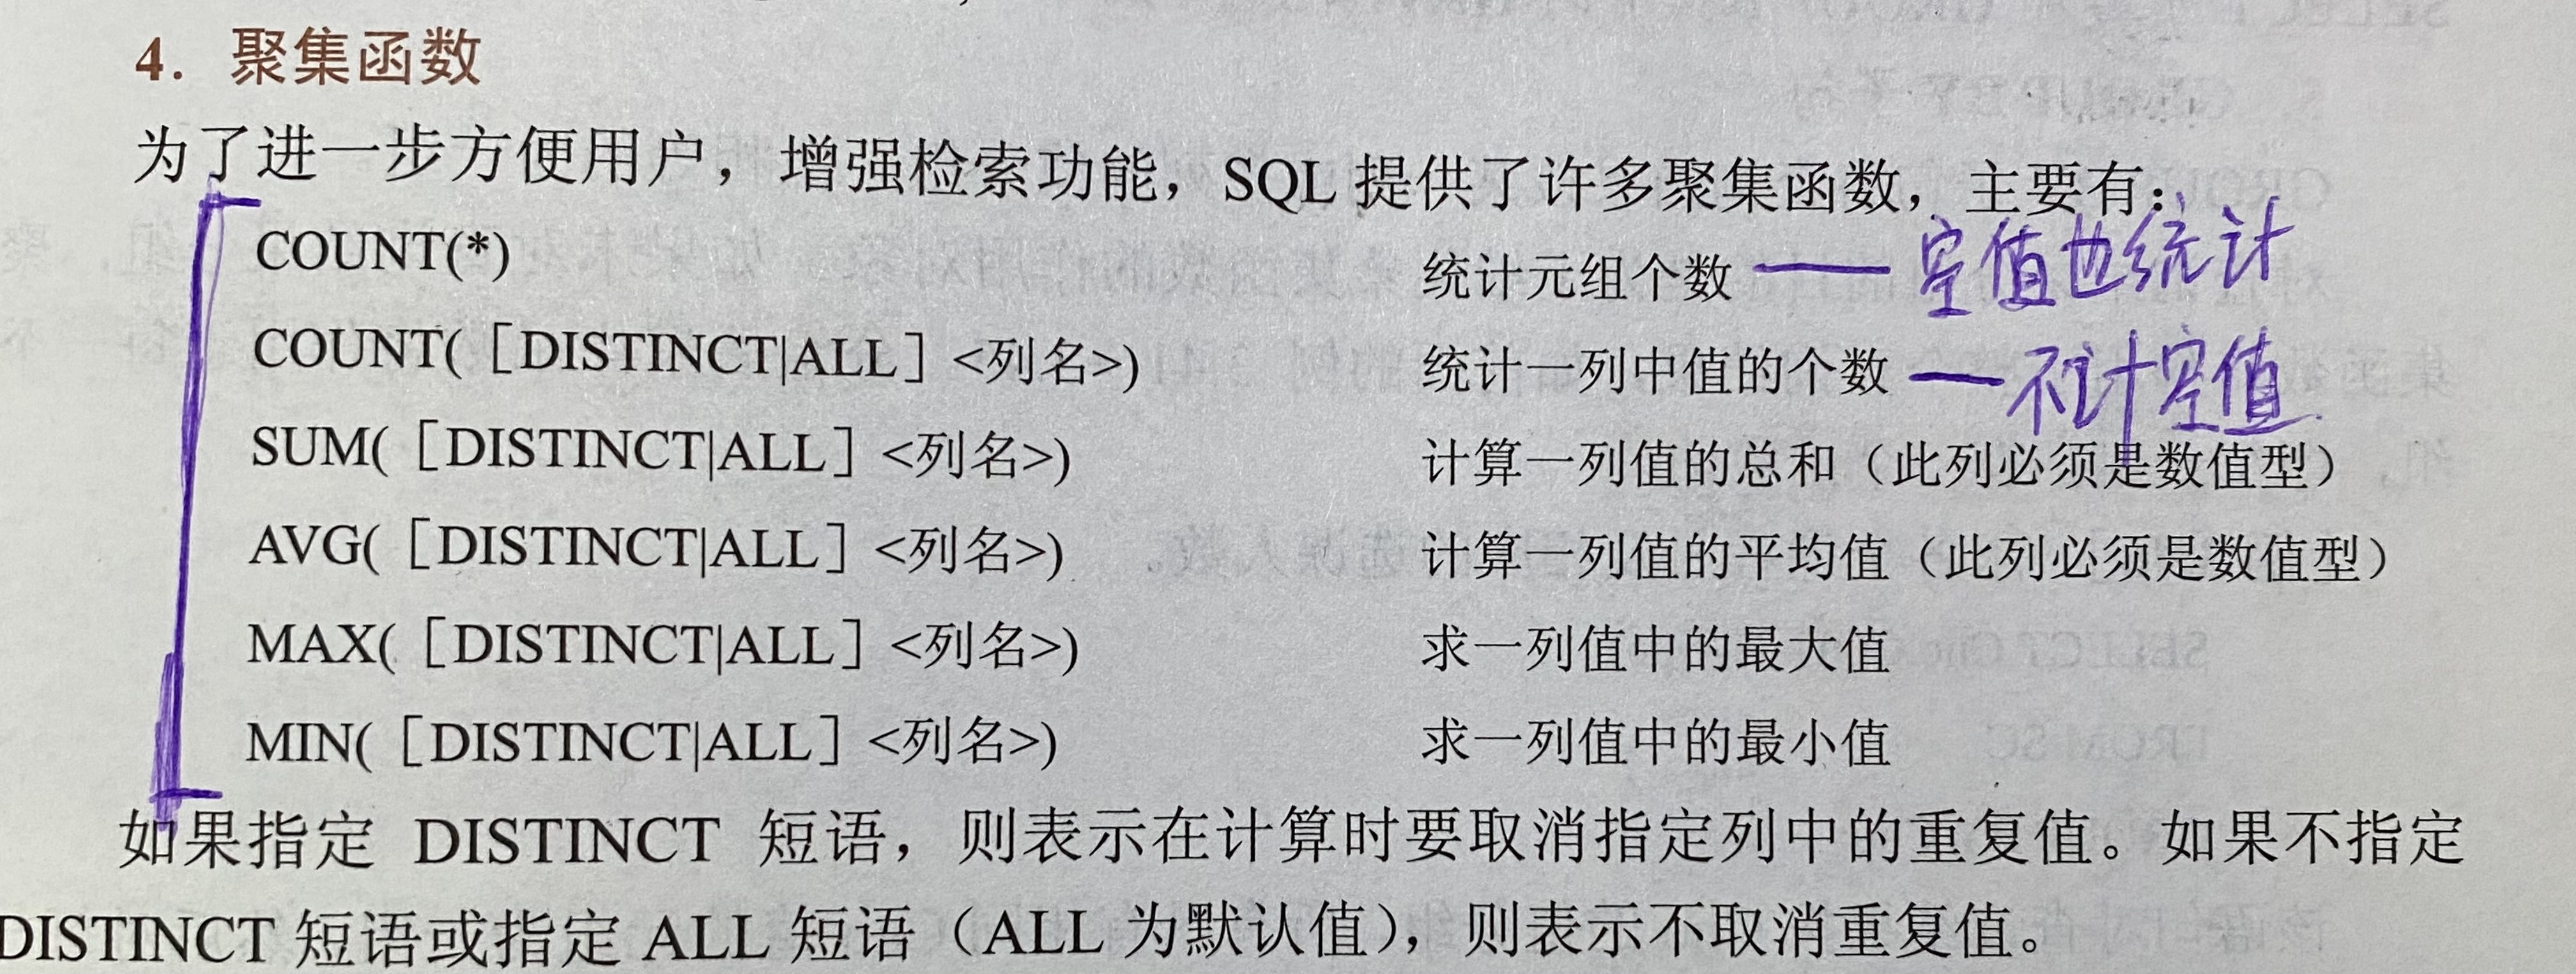 4. 聚集函数
为了进一步方便用户，增强检索功能，SQL 提供了许多聚集函数，主要有：
COUNT(*) 统计元组个数 —— 空值也统计
COUNT(［DISTINCT|ALL］<列名>) 统计一列中值的个数 — 不计空值
SUM(［DISTINCT|ALL］<列名>) 计算一列值的总和（此列必须是数值型）
AVG(［DISTINCT|ALL］<列名>) 计算一列值的平均值（此列必须是数值型）
MAX(［DISTINCT|ALL］<列名>) 求一列值中的最大值
MIN(［DISTINCT|ALL］<列名>) 求一列值中的最小值
如果指定 DISTINCT 短语，则表示在计算时要取消指定列中的重复值。如果不指定
DISTINCT 短语或指定 ALL 短语（ALL 为默认值），则表示不取消重复值。